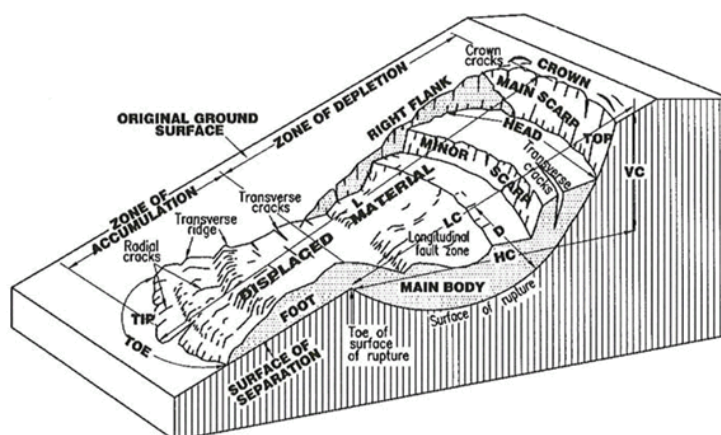 Crown
cracks
CROWN
MAIN SCARP
TOP
ZONE OF DEPLETION
RIGHT FLANK
HEAD
ORIGINAL GROUND
SURFACE
MINOR SCARP
Transverse
cracks
VC
ZONE OF
ACCUMULATION
Transverse
cracks
Transverse
ridge
Radial
cracks
L
DISPLACED MATERIAL
LC
Longitudinal
fault zone
D
HC
MAIN BODY
Surface of rupture
FOOT
TIP
TOE
Toe of
surface
of rupture
SURFACE OF
SEPARATION